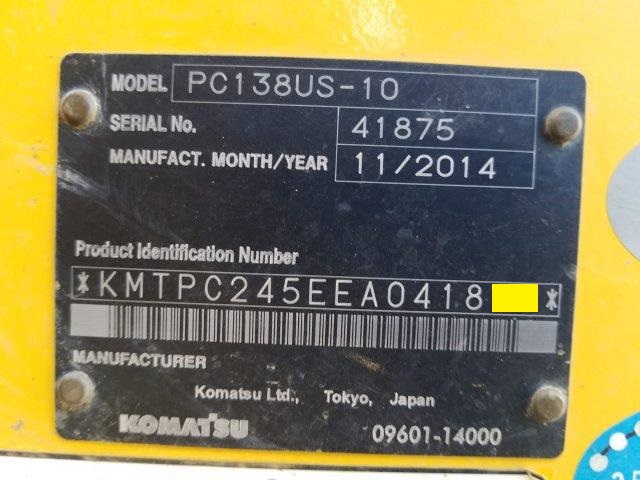 MODEL PC138US-10
SERIAL No. 41875
MANUFACT. MONTH/YEAR 11/2014
Product Identification Number
*KMTPC245EEA0418 *
MANUFACTURER
Komatsu Ltd., Tokyo, Japan
KOMATSU 09601-14000